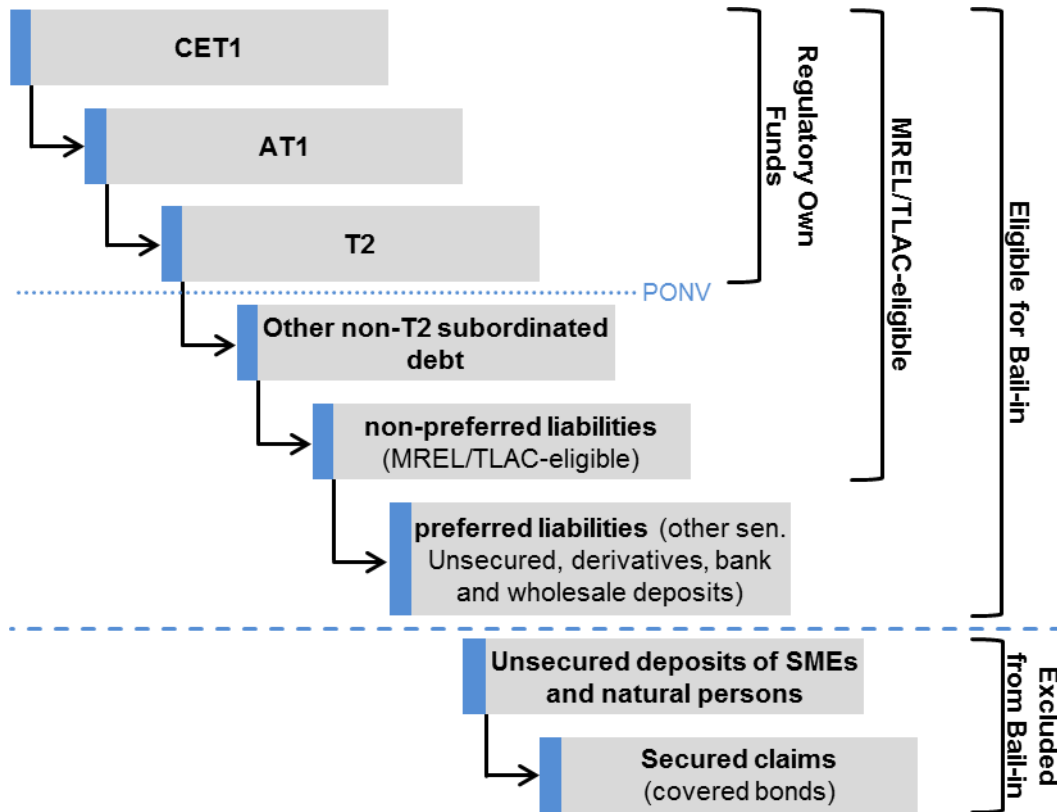 CET1
AT1
T2
PONV
Other non-T2 subordinated
debt
non-preferred liabilities
(MREL/TLAC-eligible)
preferred liabilities (other sen.
Unsecured, derivatives, bank
and wholesale deposits)
Unsecured deposits of SMEs
and natural persons
Secured claims
(covered bonds)
Regulatory Own
Funds
MREL/TLAC-eligible
Eligible for Bail-in
Excluded
from Bail-in